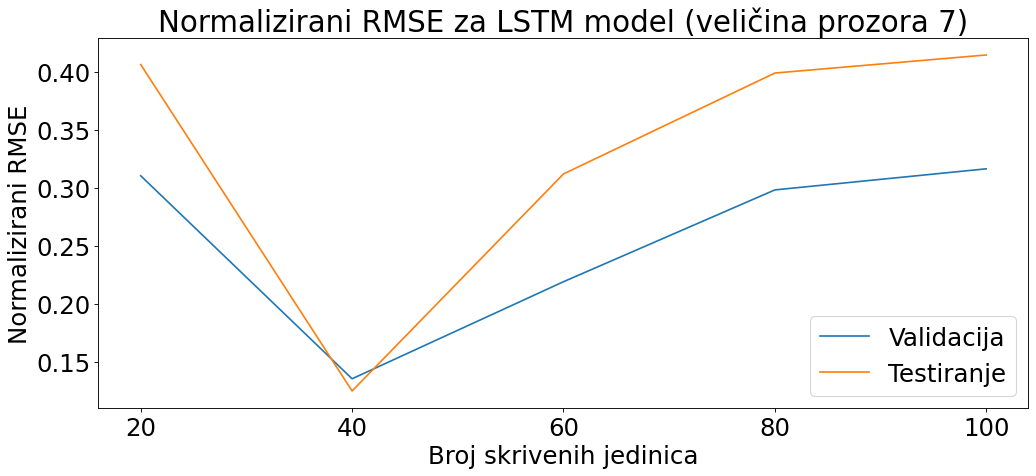 Normalizirani RMSE za LSTM model (veličina prozora 7)
Normalizirani RMSE
0.40
0.35
0.30
0.25
0.20
0.15
20 40 60 80 100
Broj skrivenih jedinica
Validacija
Testiranje